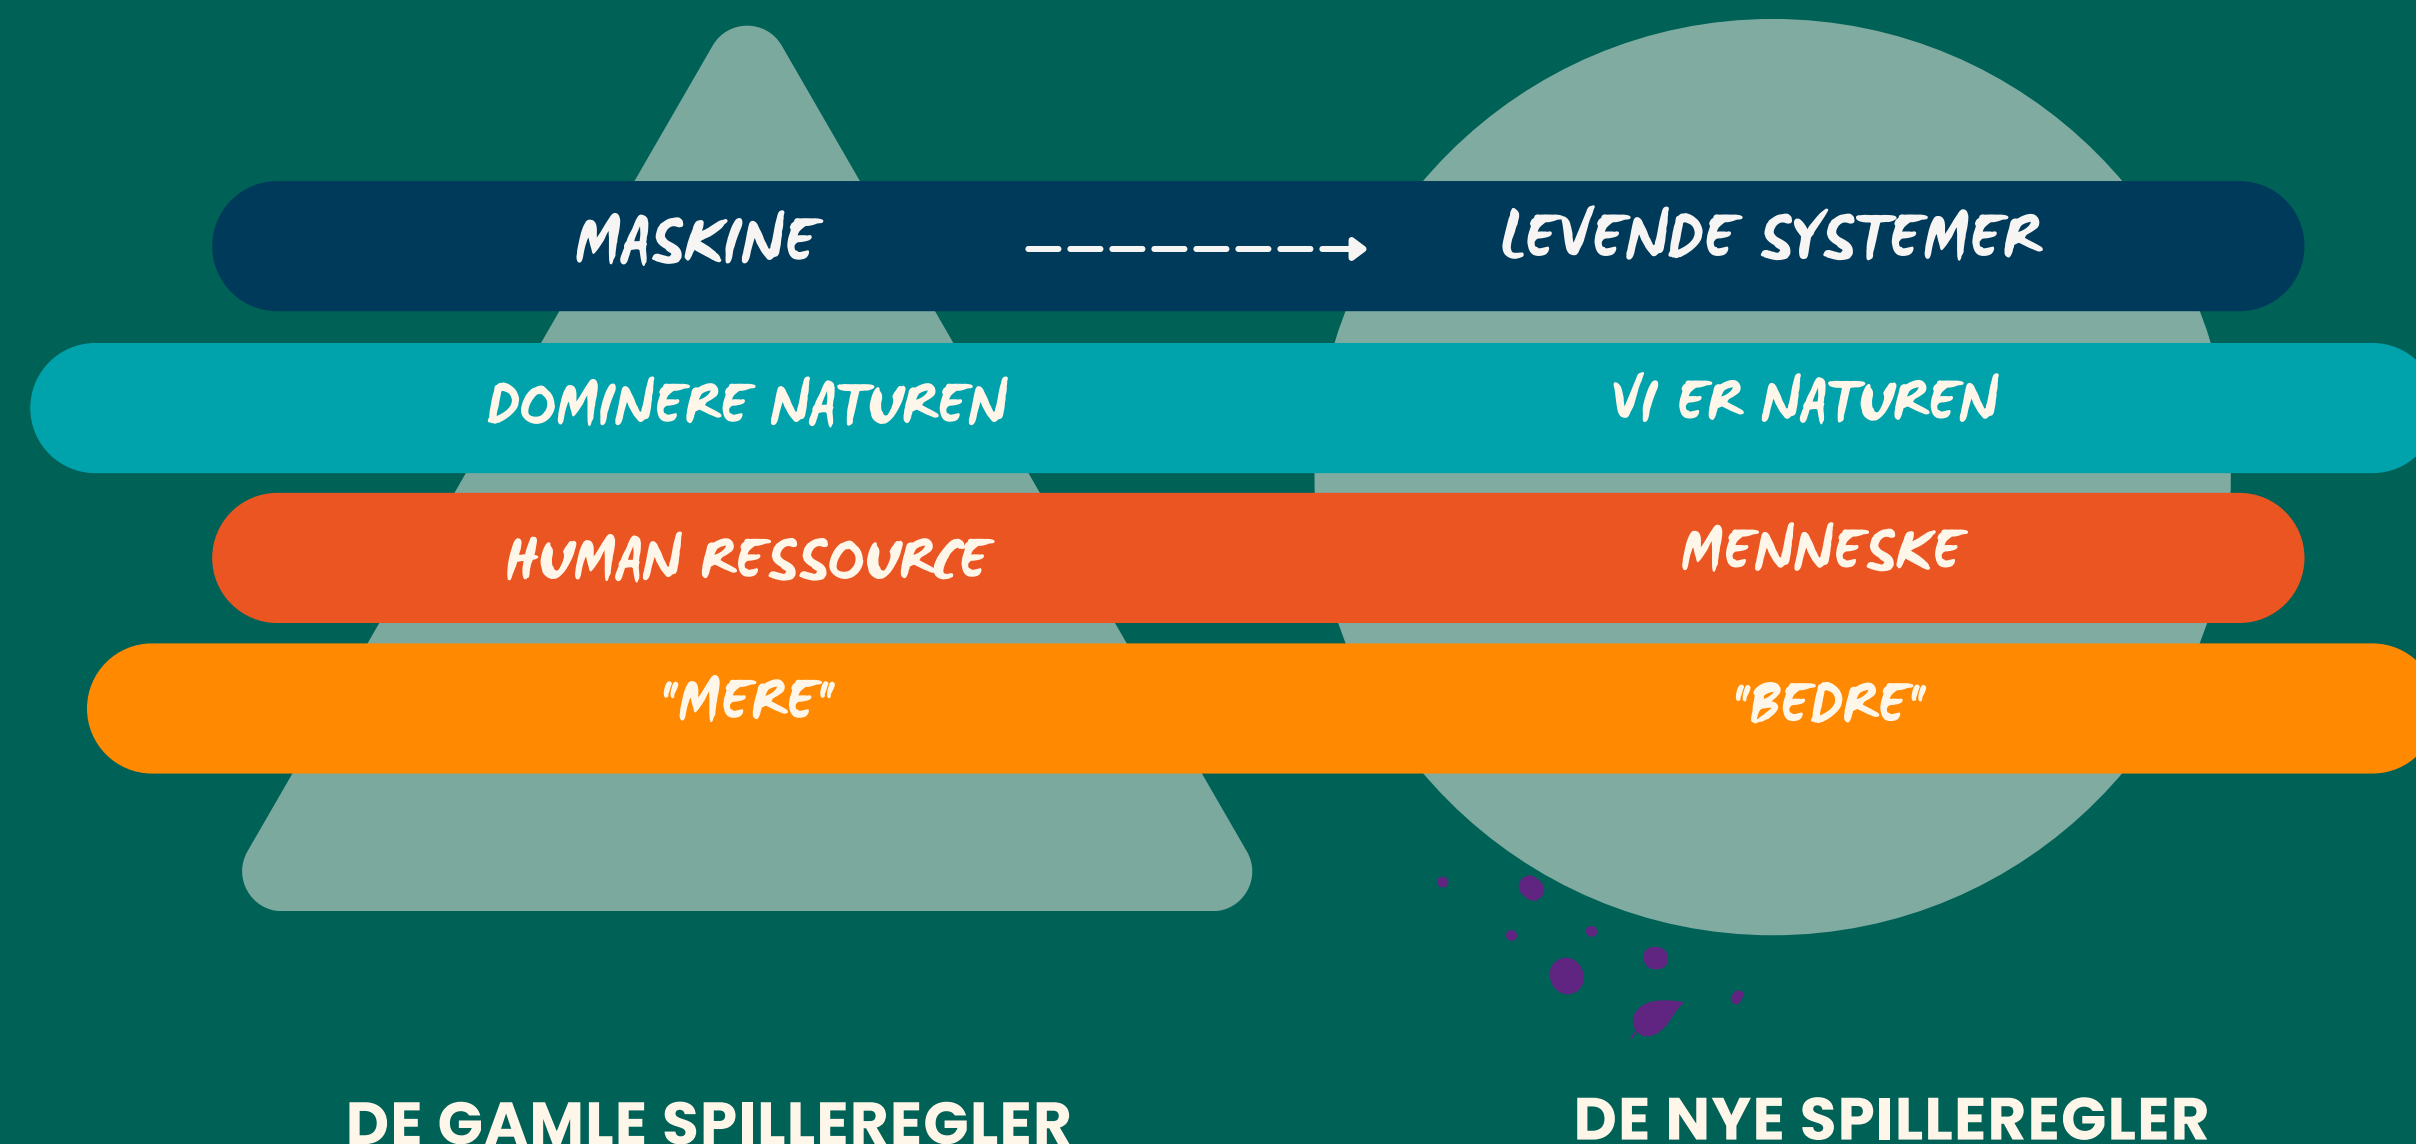 MASKINE
LEVENDE SYSTEMER
DOMINERE NATUREN
VI ER NATUREN
HUMAN RESSOURCE
MENNESKE
"MERE"
"BEDRE"
DE GAMLE SPILLEREGLER
DE NYE SPILLEREGLER